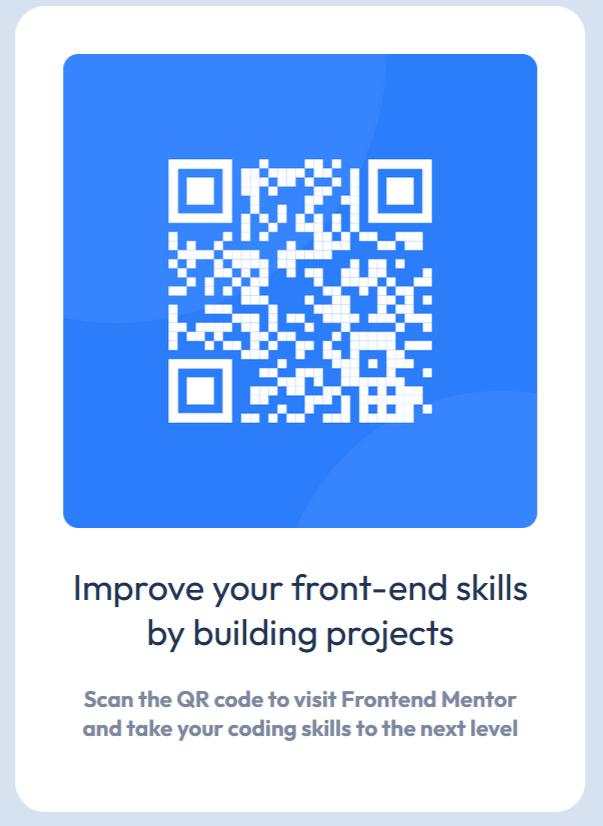 Improve your front-end skills
by building projects
Scan the QR code to visit Frontend Mentor
and take your coding skills to the next level